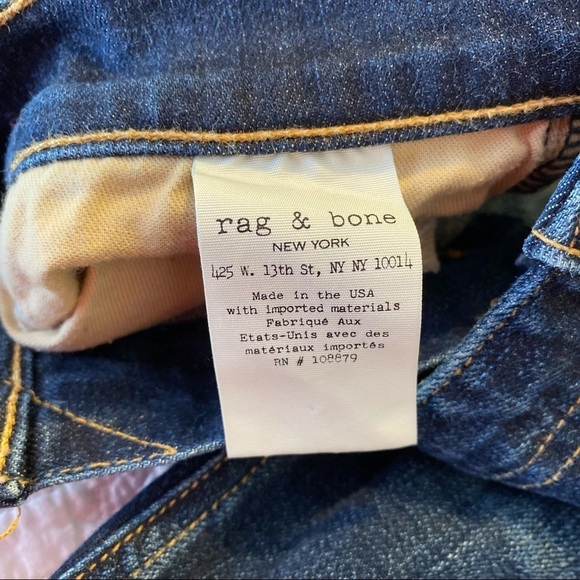 rag & bone
NEW YORK
425 W. 13th St, NY NY 10014
Made in the USA
with imported materials
Fabriqué Aux
Etats-Unis avec des
matériaux importés
RN # 108879